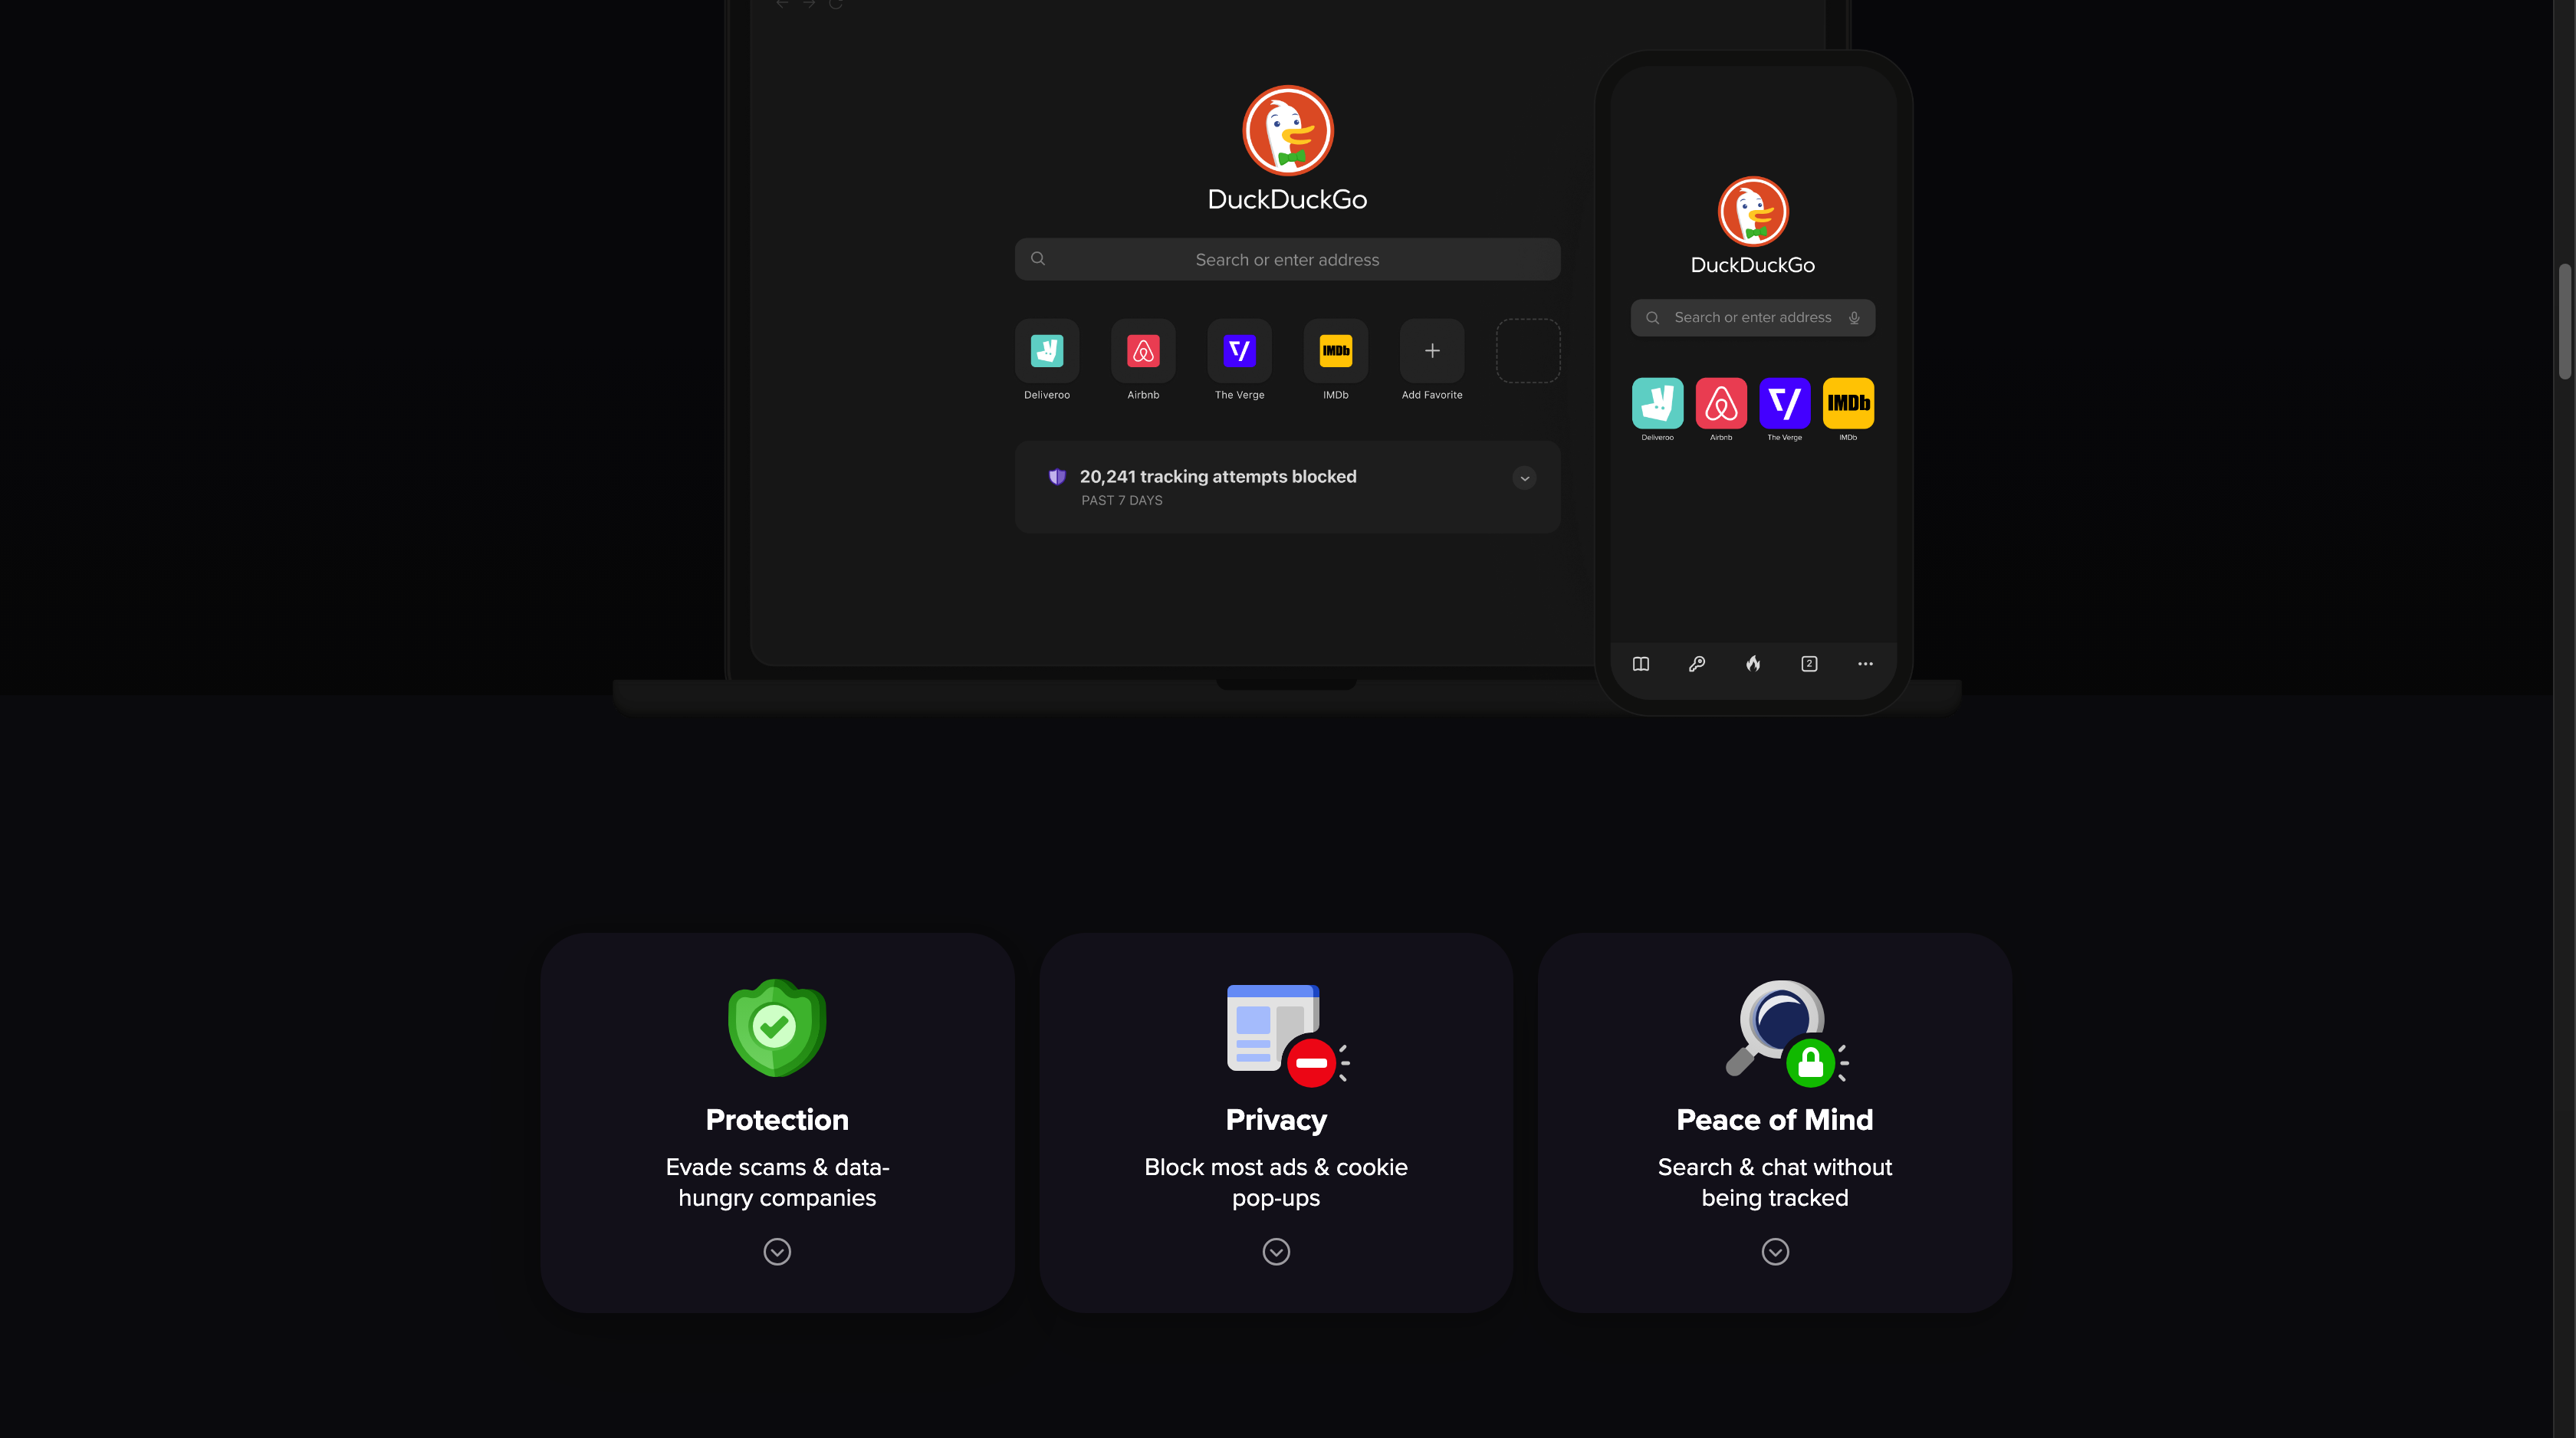 DuckDuckGo
Search or enter address
Deliveroo
Airbnb
The Verge
IMDb
IMDb
Add Favorite
20,241 tracking attempts blocked
PAST 7 DAYS
DuckDuckGo
Search or enter address
IMDb
Deliveroo
Airbnb
The Verge
IMDb
2
Protection
Evade scams & data-
hungry companies
Privacy
Block most ads & cookie
pop-ups
Peace of Mind
Search & chat without
being tracked